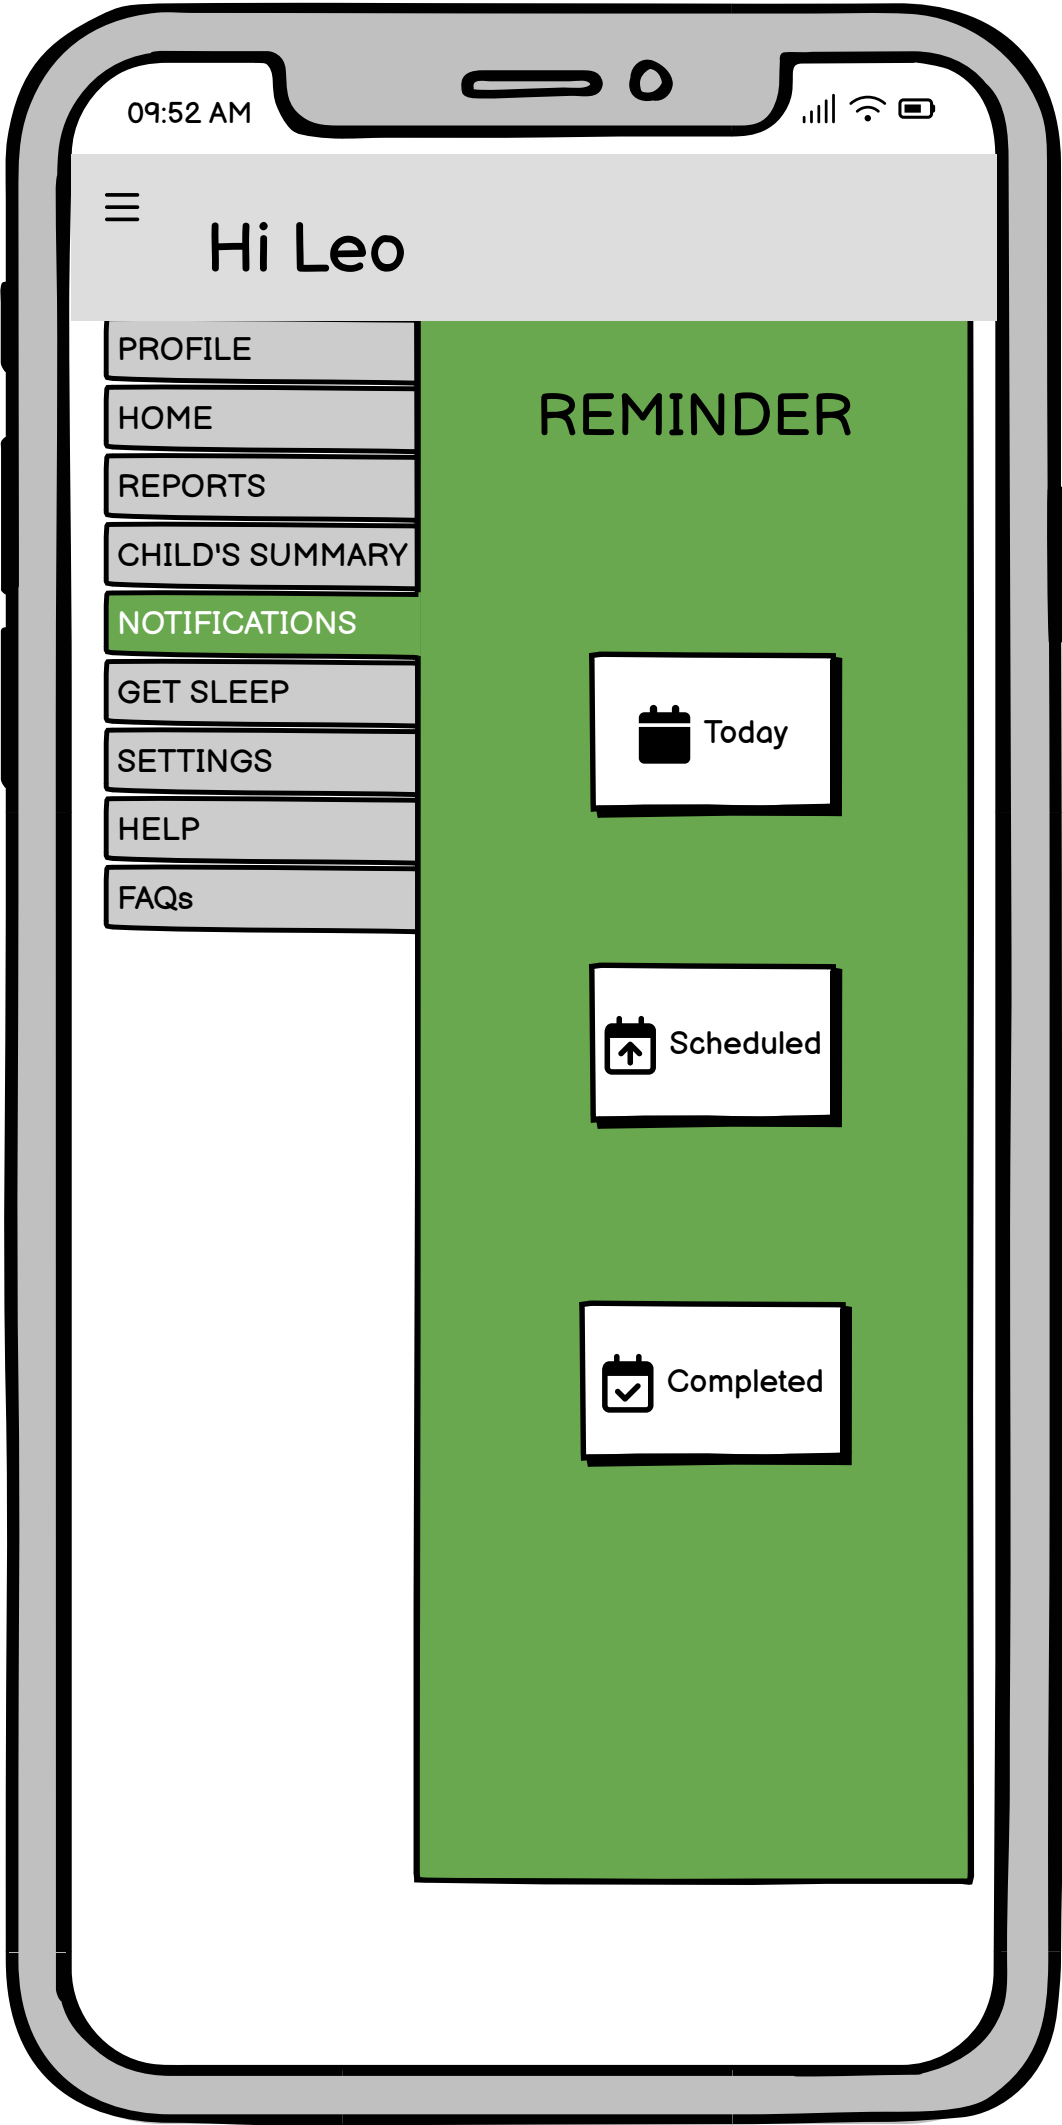 09:52 AM
Hi Leo
PROFILE
HOME
REPORTS
CHILD'S SUMMARY
NOTIFICATIONS
GET SLEEP
SETTINGS
HELP
FAQs
REMINDER
Today
Scheduled
Completed